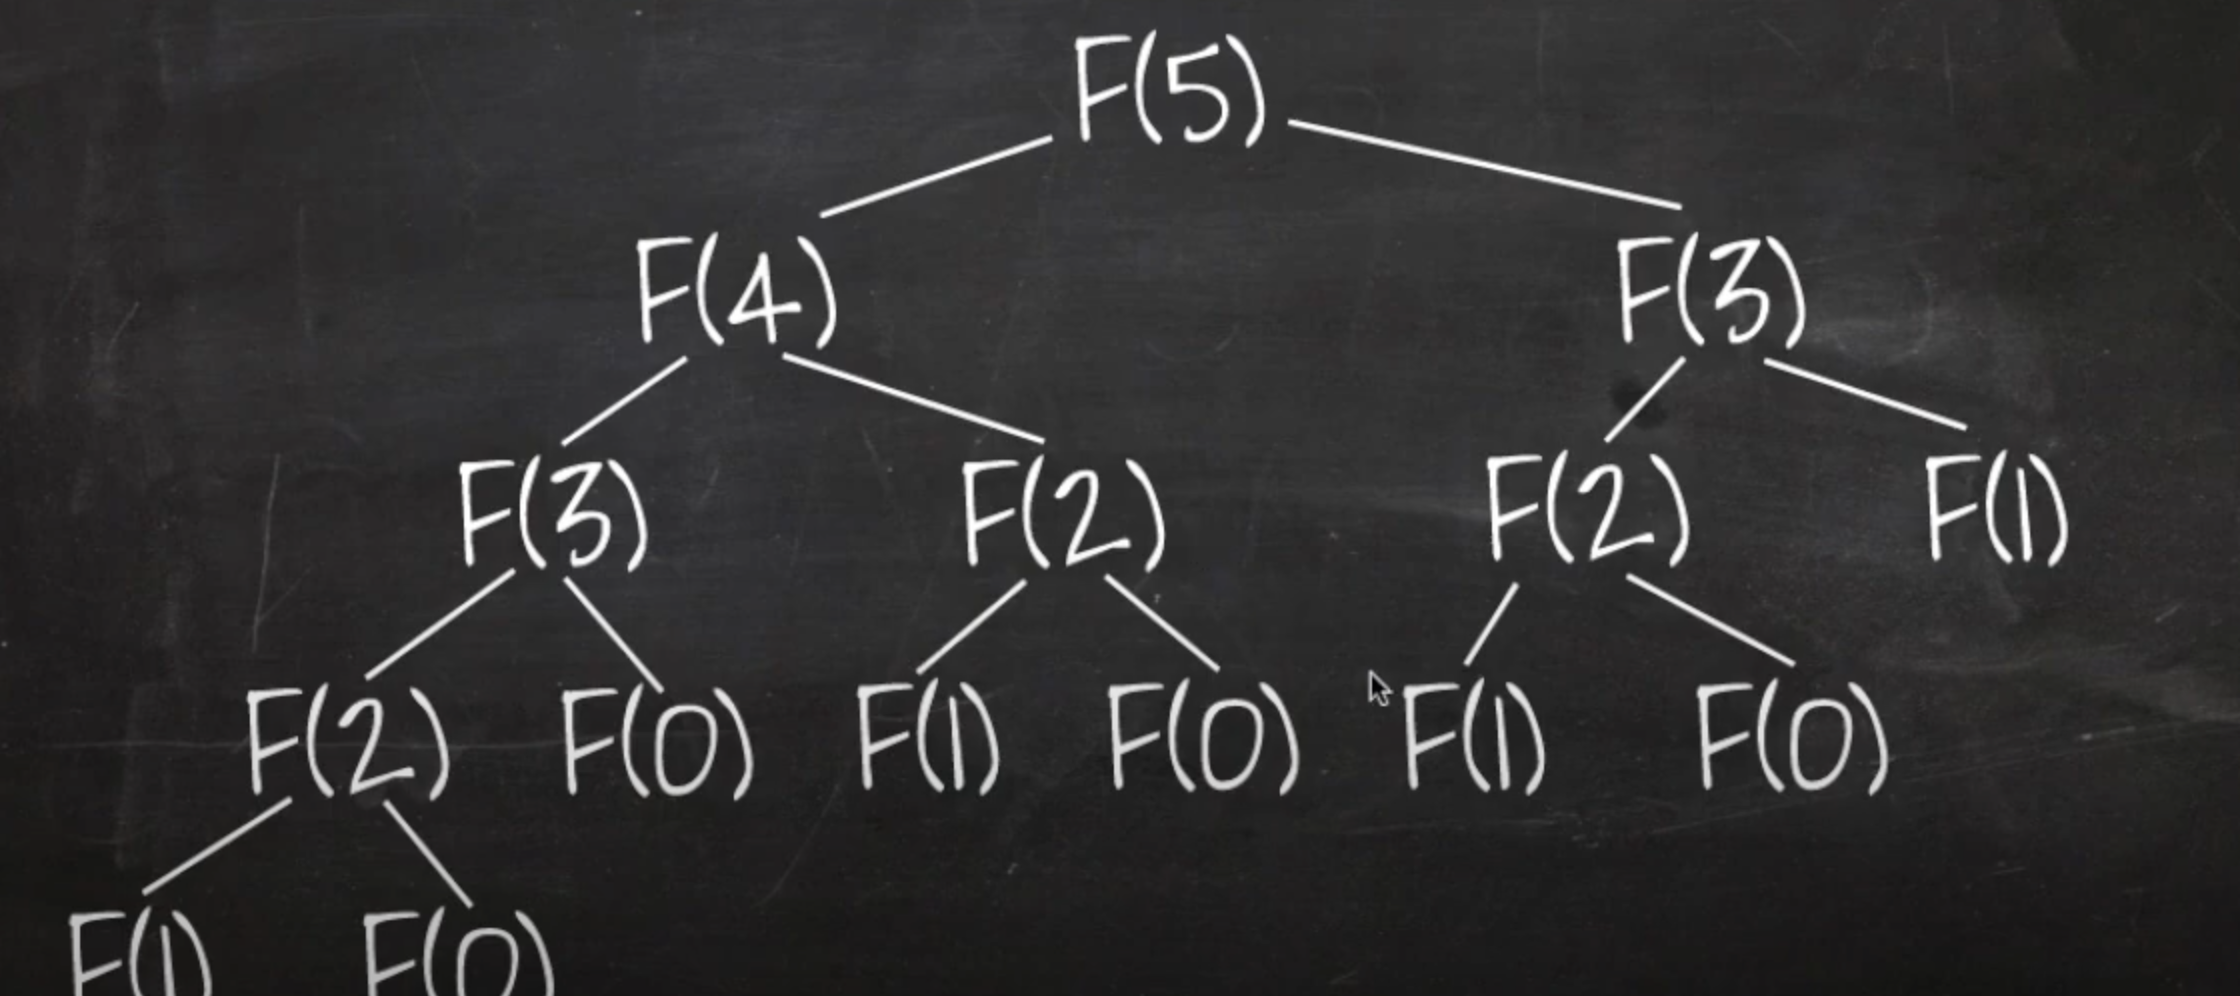 F(5)
F(4) F(3)
F(3) F(2) F(2) F(1)
F(2) F(0) F(1) F(0) F(1) F(0)
F(1) F(0)